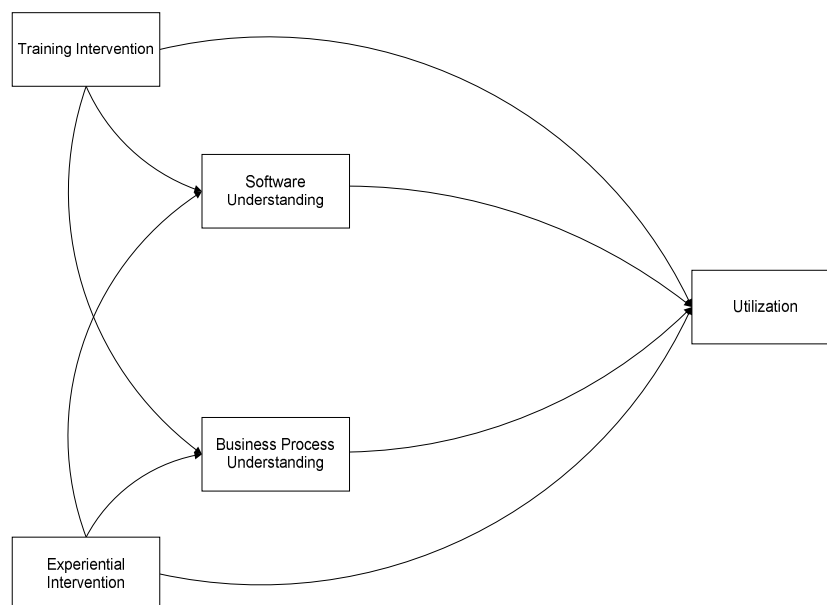 Training Intervention
Software
Understanding
Utilization
Business Process
Understanding
Experiential
Intervention